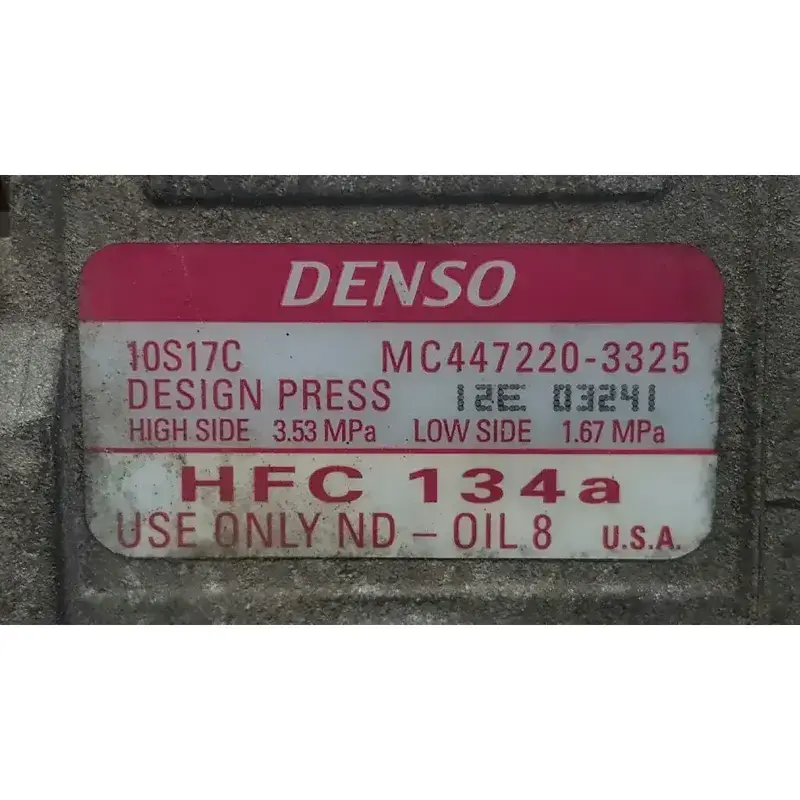 DENSO
10S17C MC447220-3325
DESIGN PRESS 12E 03241
HIGH SIDE 3.53 MPa LOW SIDE 1.67 MPa
HFC 134a
USE ONLY ND – OIL 8 U.S.A.